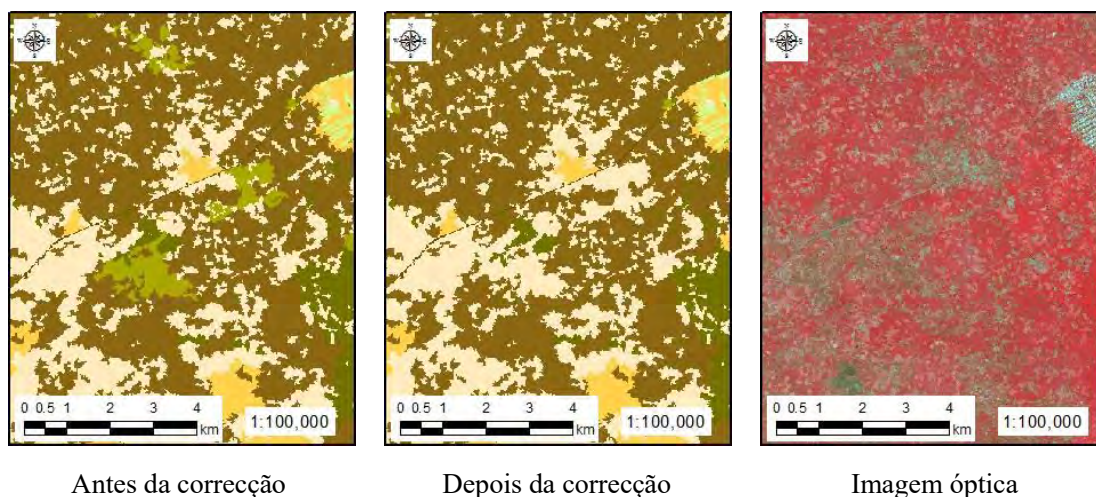 0 0.5 1 2 3 4
km
1:100,000
0 0.5 1 2 3 4
km
1:100,000
0 0.5 1 2 3 4
km
1:100,000
Antes da correcção
Depois da correcção
Imagem óptica